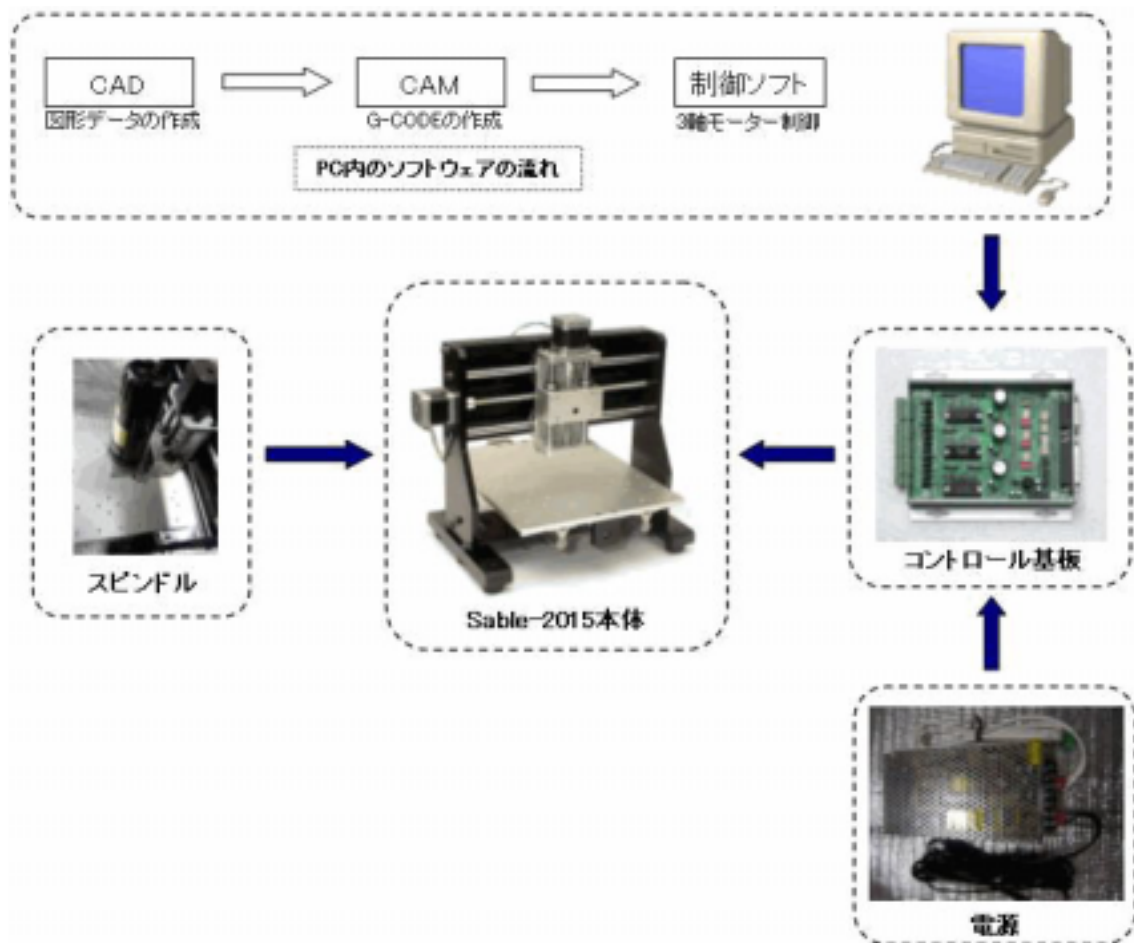 CAD
図形データの作成
CAM
G-CODEの作成
制御ソフト
3軸モーター制御
PC内のソフトウェアの流れ
スピンドル
Sable-2015本体
コントロール基板
電源